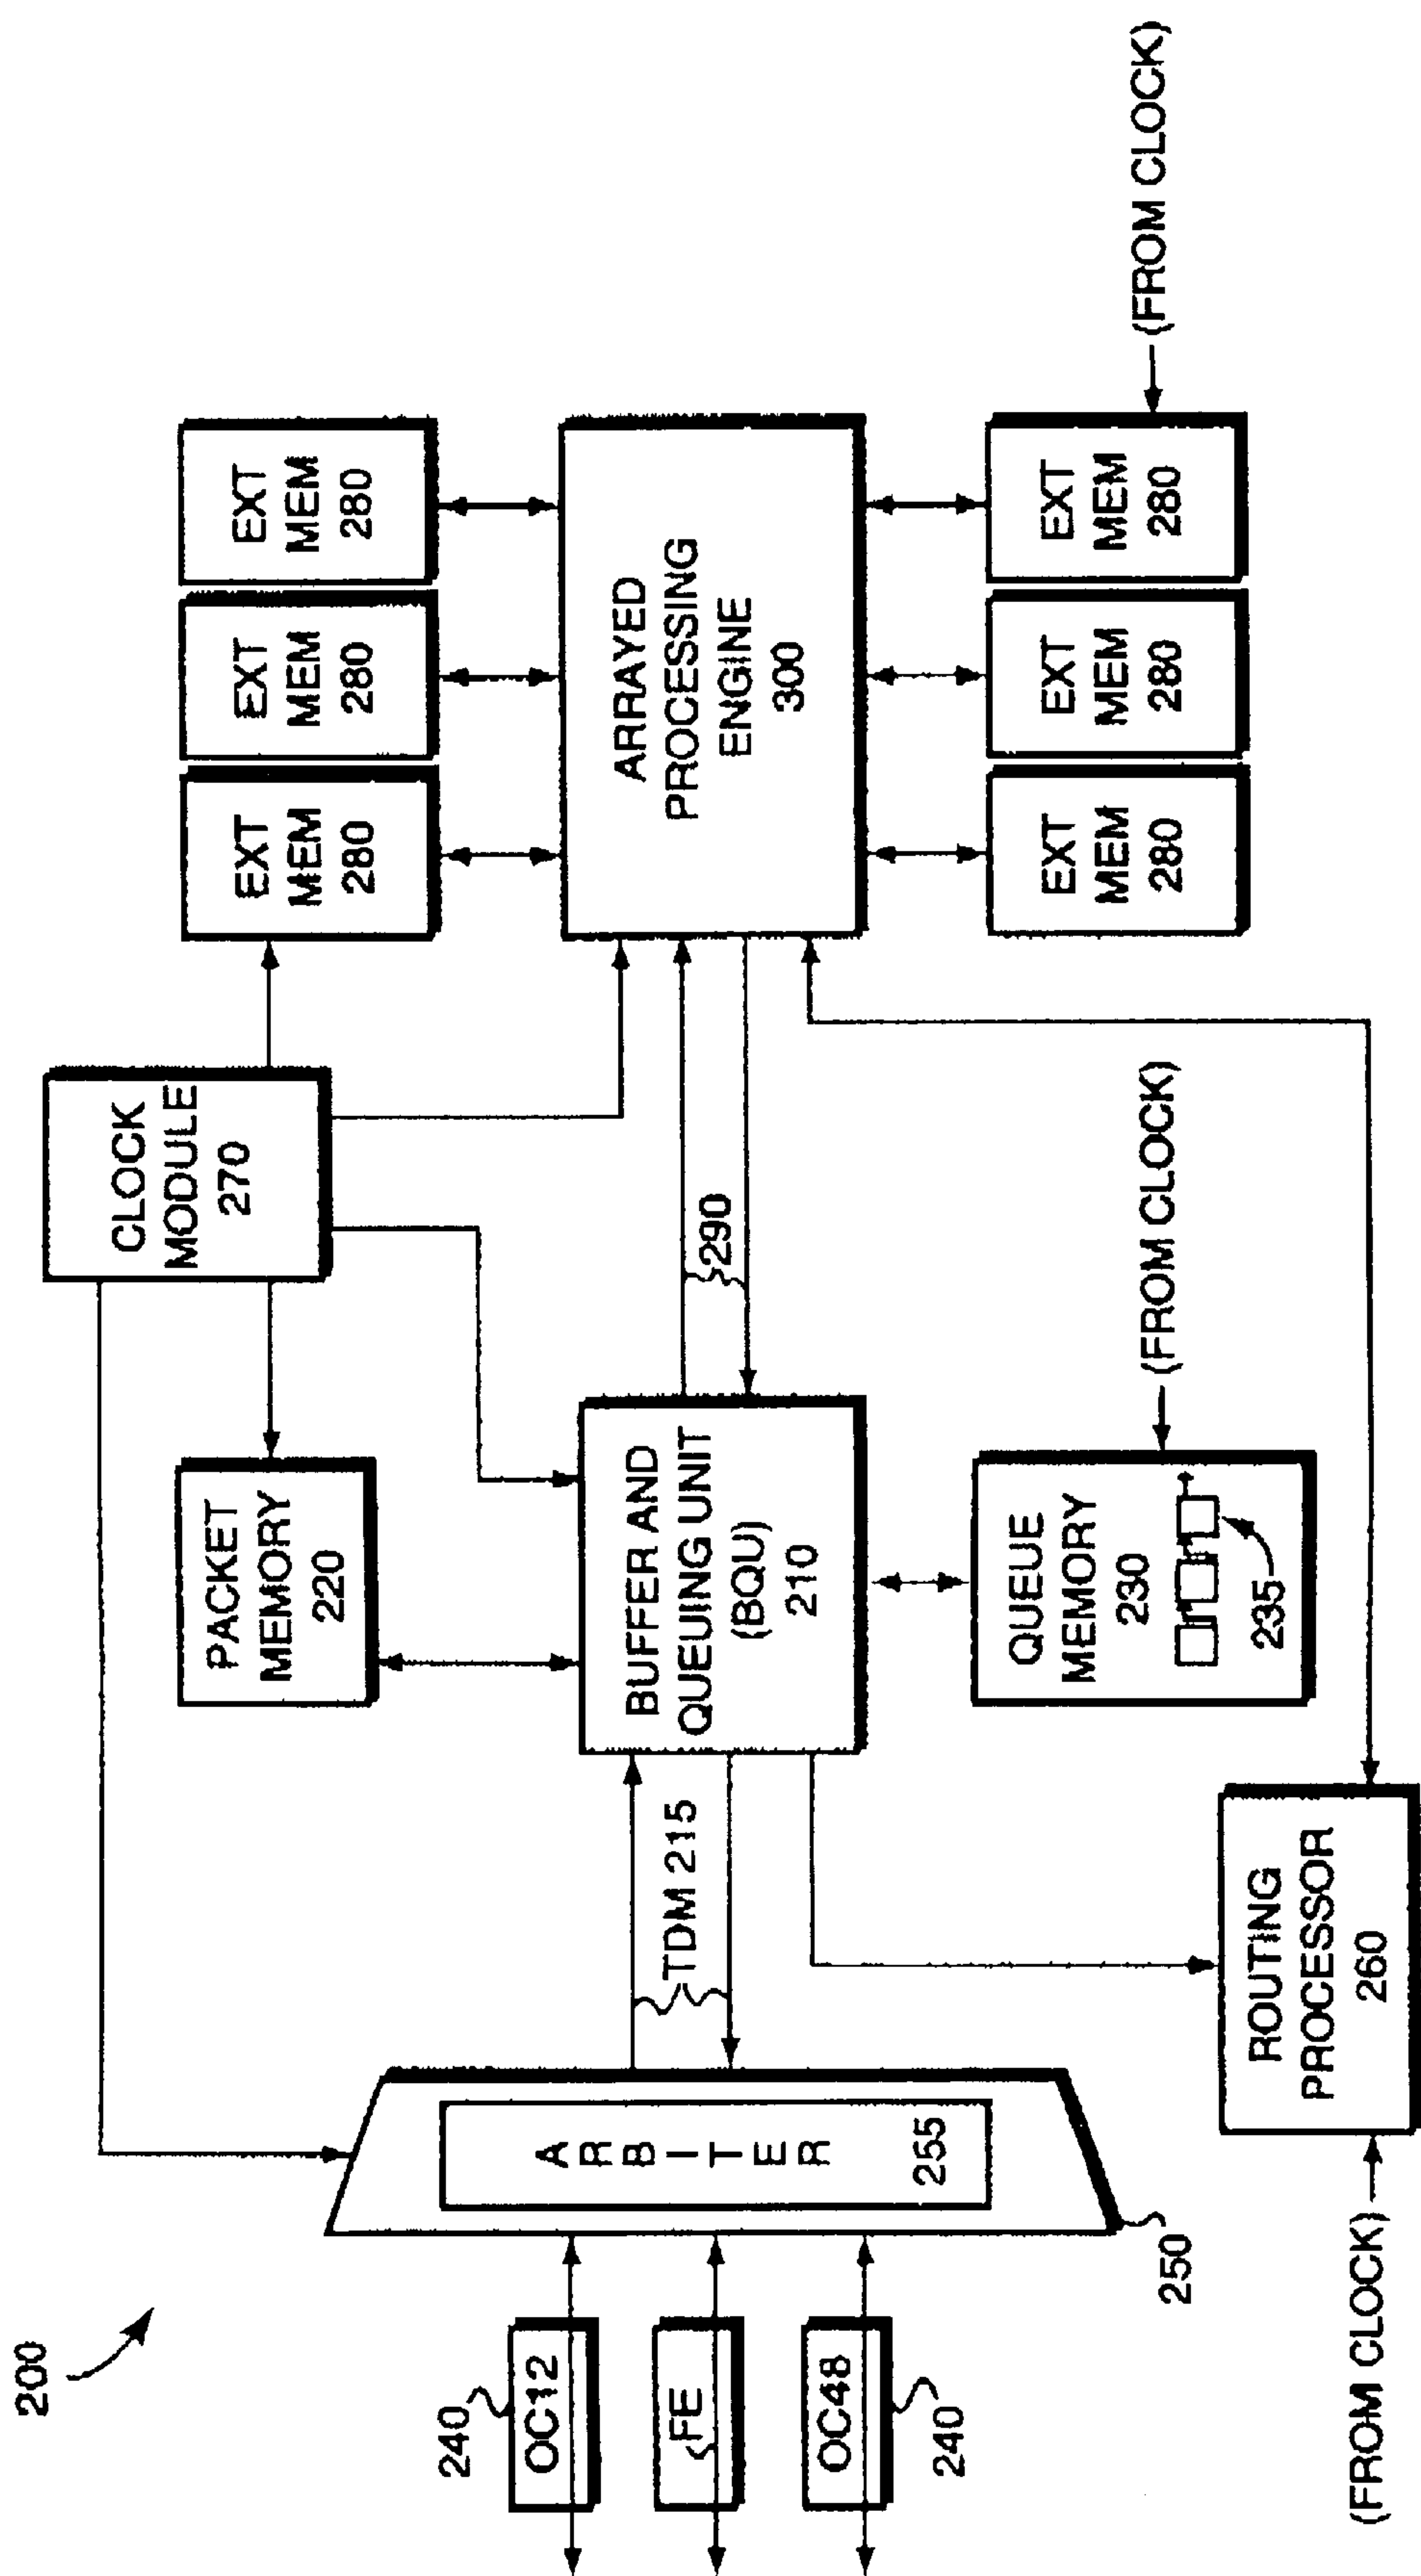 200
CLOCK
MODULE
270
EXT
MEM
280
EXT
MEM
280
EXT
MEM
280
PACKET
MEMORY
220
240
OC12
FE
OC48
240
ARBITER
255
250
TDM 215
BUFFER AND
QUEUING UNIT
(BQU)
210
290
ARRAYED
PROCESSING
ENGINE
300
QUEUE
MEMORY
230
235
(FROM CLOCK)
EXT
MEM
280
EXT
MEM
280
EXT
MEM
280
(FROM CLOCK)
ROUTING
PROCESSOR
260
(FROM CLOCK)